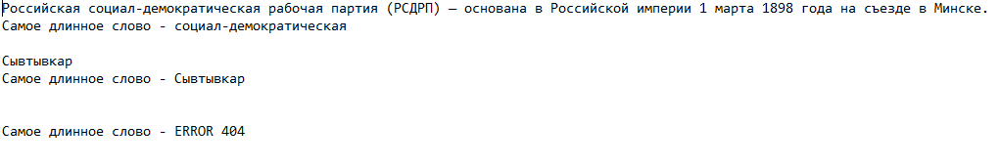 Российская социал-демократическая рабочая партия (РСДРП) — основана в Российской империи 1 марта 1898 года на съезде в Минске.
Самое длинное слово - социал-демократическая
Сывтывкар
Самое длинное слово - Сывтывкар
Самое длинное слово - ERROR 404